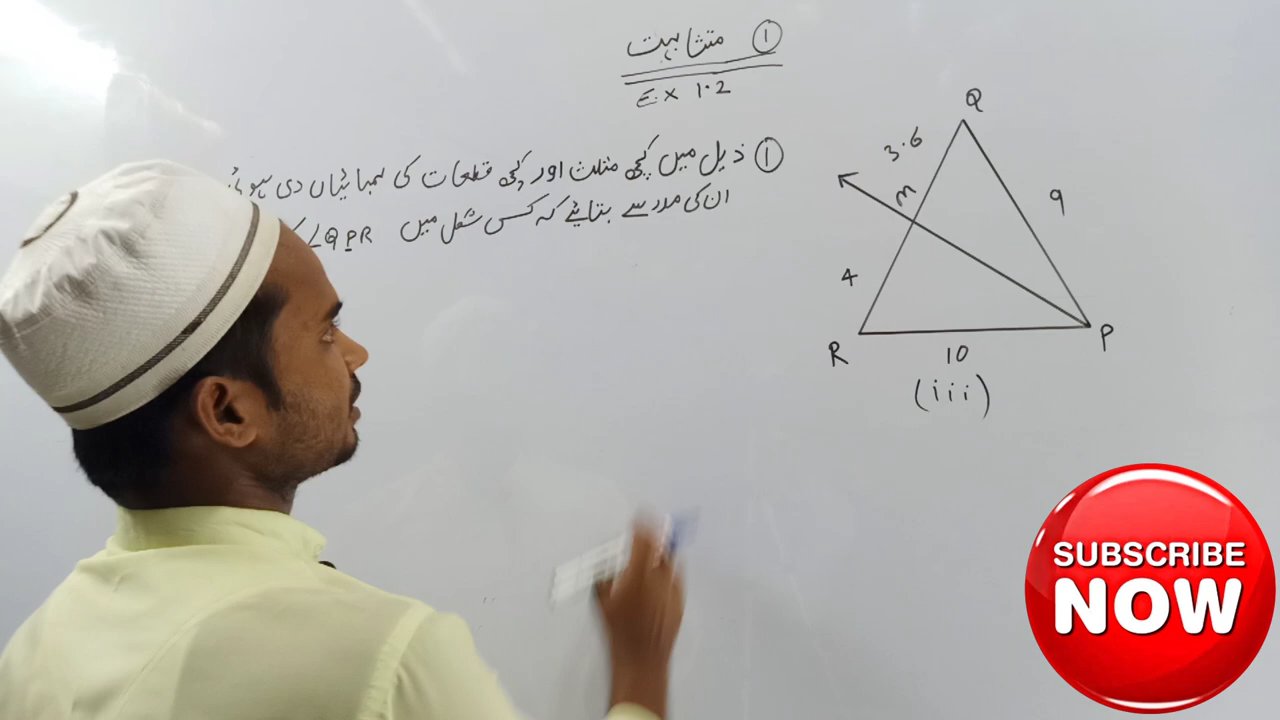 ① متشابہت
Ex 1.2
① ذیل میں کچھ مثلث اور کچھ قطعات کی لمبائیاں دی
ان کی مدد سے بتائیے کہ کس شکل میں ∠QPR
Q
3.6
M
9
4
R
P
10
(iii)
SUBSCRIBE
NOW